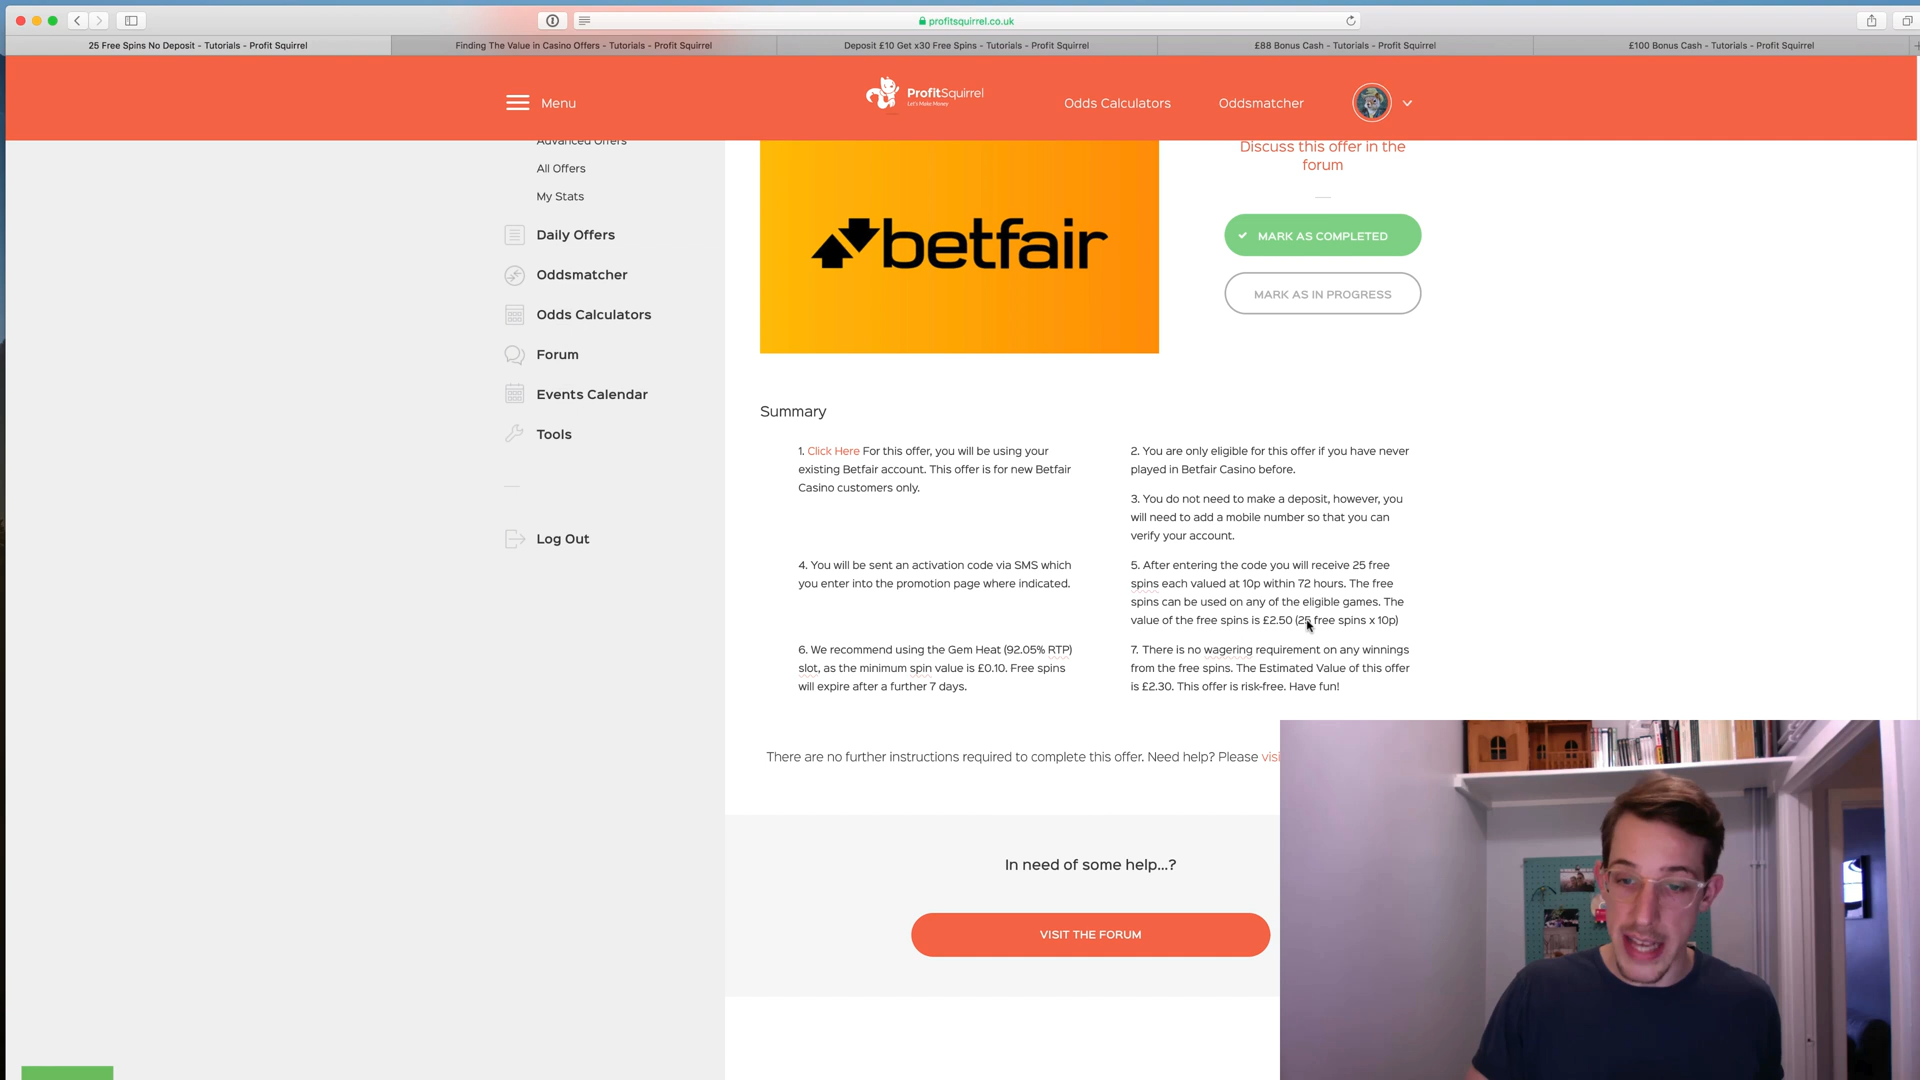 profitsquirrel.co.uk
25 Free Spins No Deposit - Tutorials - Profit Squirrel
Finding The Value in Casino Offers - Tutorials - Profit Squirrel
Deposit £10 Get x30 Free Spins - Tutorials - Profit Squirrel
£88 Bonus Cash - Tutorials - Profit Squirrel
£100 Bonus Cash - Tutorials - Profit Squirrel
Menu
ProfitSquirrel
Let's Make Money
Odds Calculators
Oddsmatcher
Advanced Offers
All Offers
My Stats
Daily Offers
Oddsmatcher
Odds Calculators
Forum
Events Calendar
Tools
Log Out
betfair
Discuss this offer in the
forum
MARK AS COMPLETED
MARK AS IN PROGRESS
Summary
1. Click Here For this offer, you will be using your
existing Betfair account. This offer is for new Betfair
Casino customers only.
2. You are only eligible for this offer if you have never
played in Betfair Casino before.
3. You do not need to make a deposit, however, you
will need to add a mobile number so that you can
verify your account.
4. You will be sent an activation code via SMS which
you enter into the promotion page where indicated.
5. After entering the code you will receive 25 free
spins each valued at 10p within 72 hours. The free
spins can be used on any of the eligible games. The
value of the free spins is £2.50 (25 free spins x 10p)
6. We recommend using the Gem Heat (92.05% RTP)
slot, as the minimum spin value is £0.10. Free spins
will expire after a further 7 days.
7. There is no wagering requirement on any winnings
from the free spins. The Estimated Value of this offer
is £2.30. This offer is risk-free. Have fun!
There are no further instructions required to complete this offer. Need help? Please visi
In need of some help...?
VISIT THE FORUM